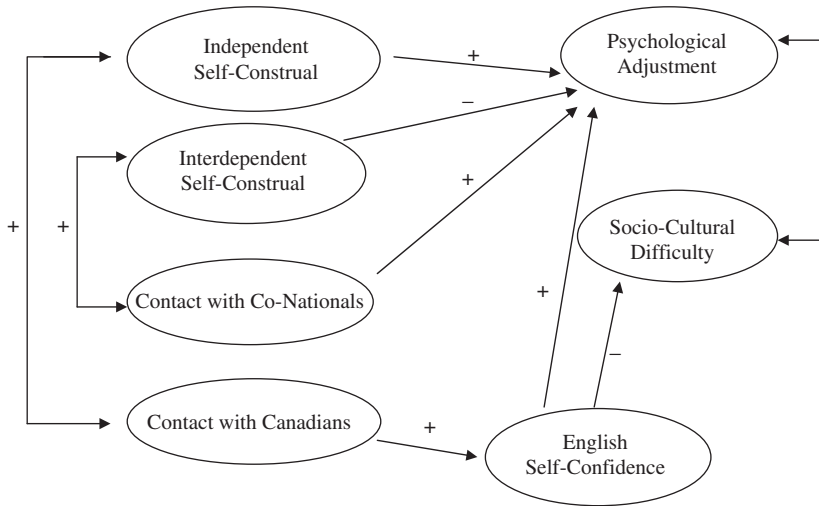 Independent
Self-Construal
+
Psychological
Adjustment
−
Interdependent
Self-Construal
+
+
+
Socio-Cultural
Difficulty
+
Contact with Co-Nationals
−
Contact with Canadians
+
English
Self-Confidence